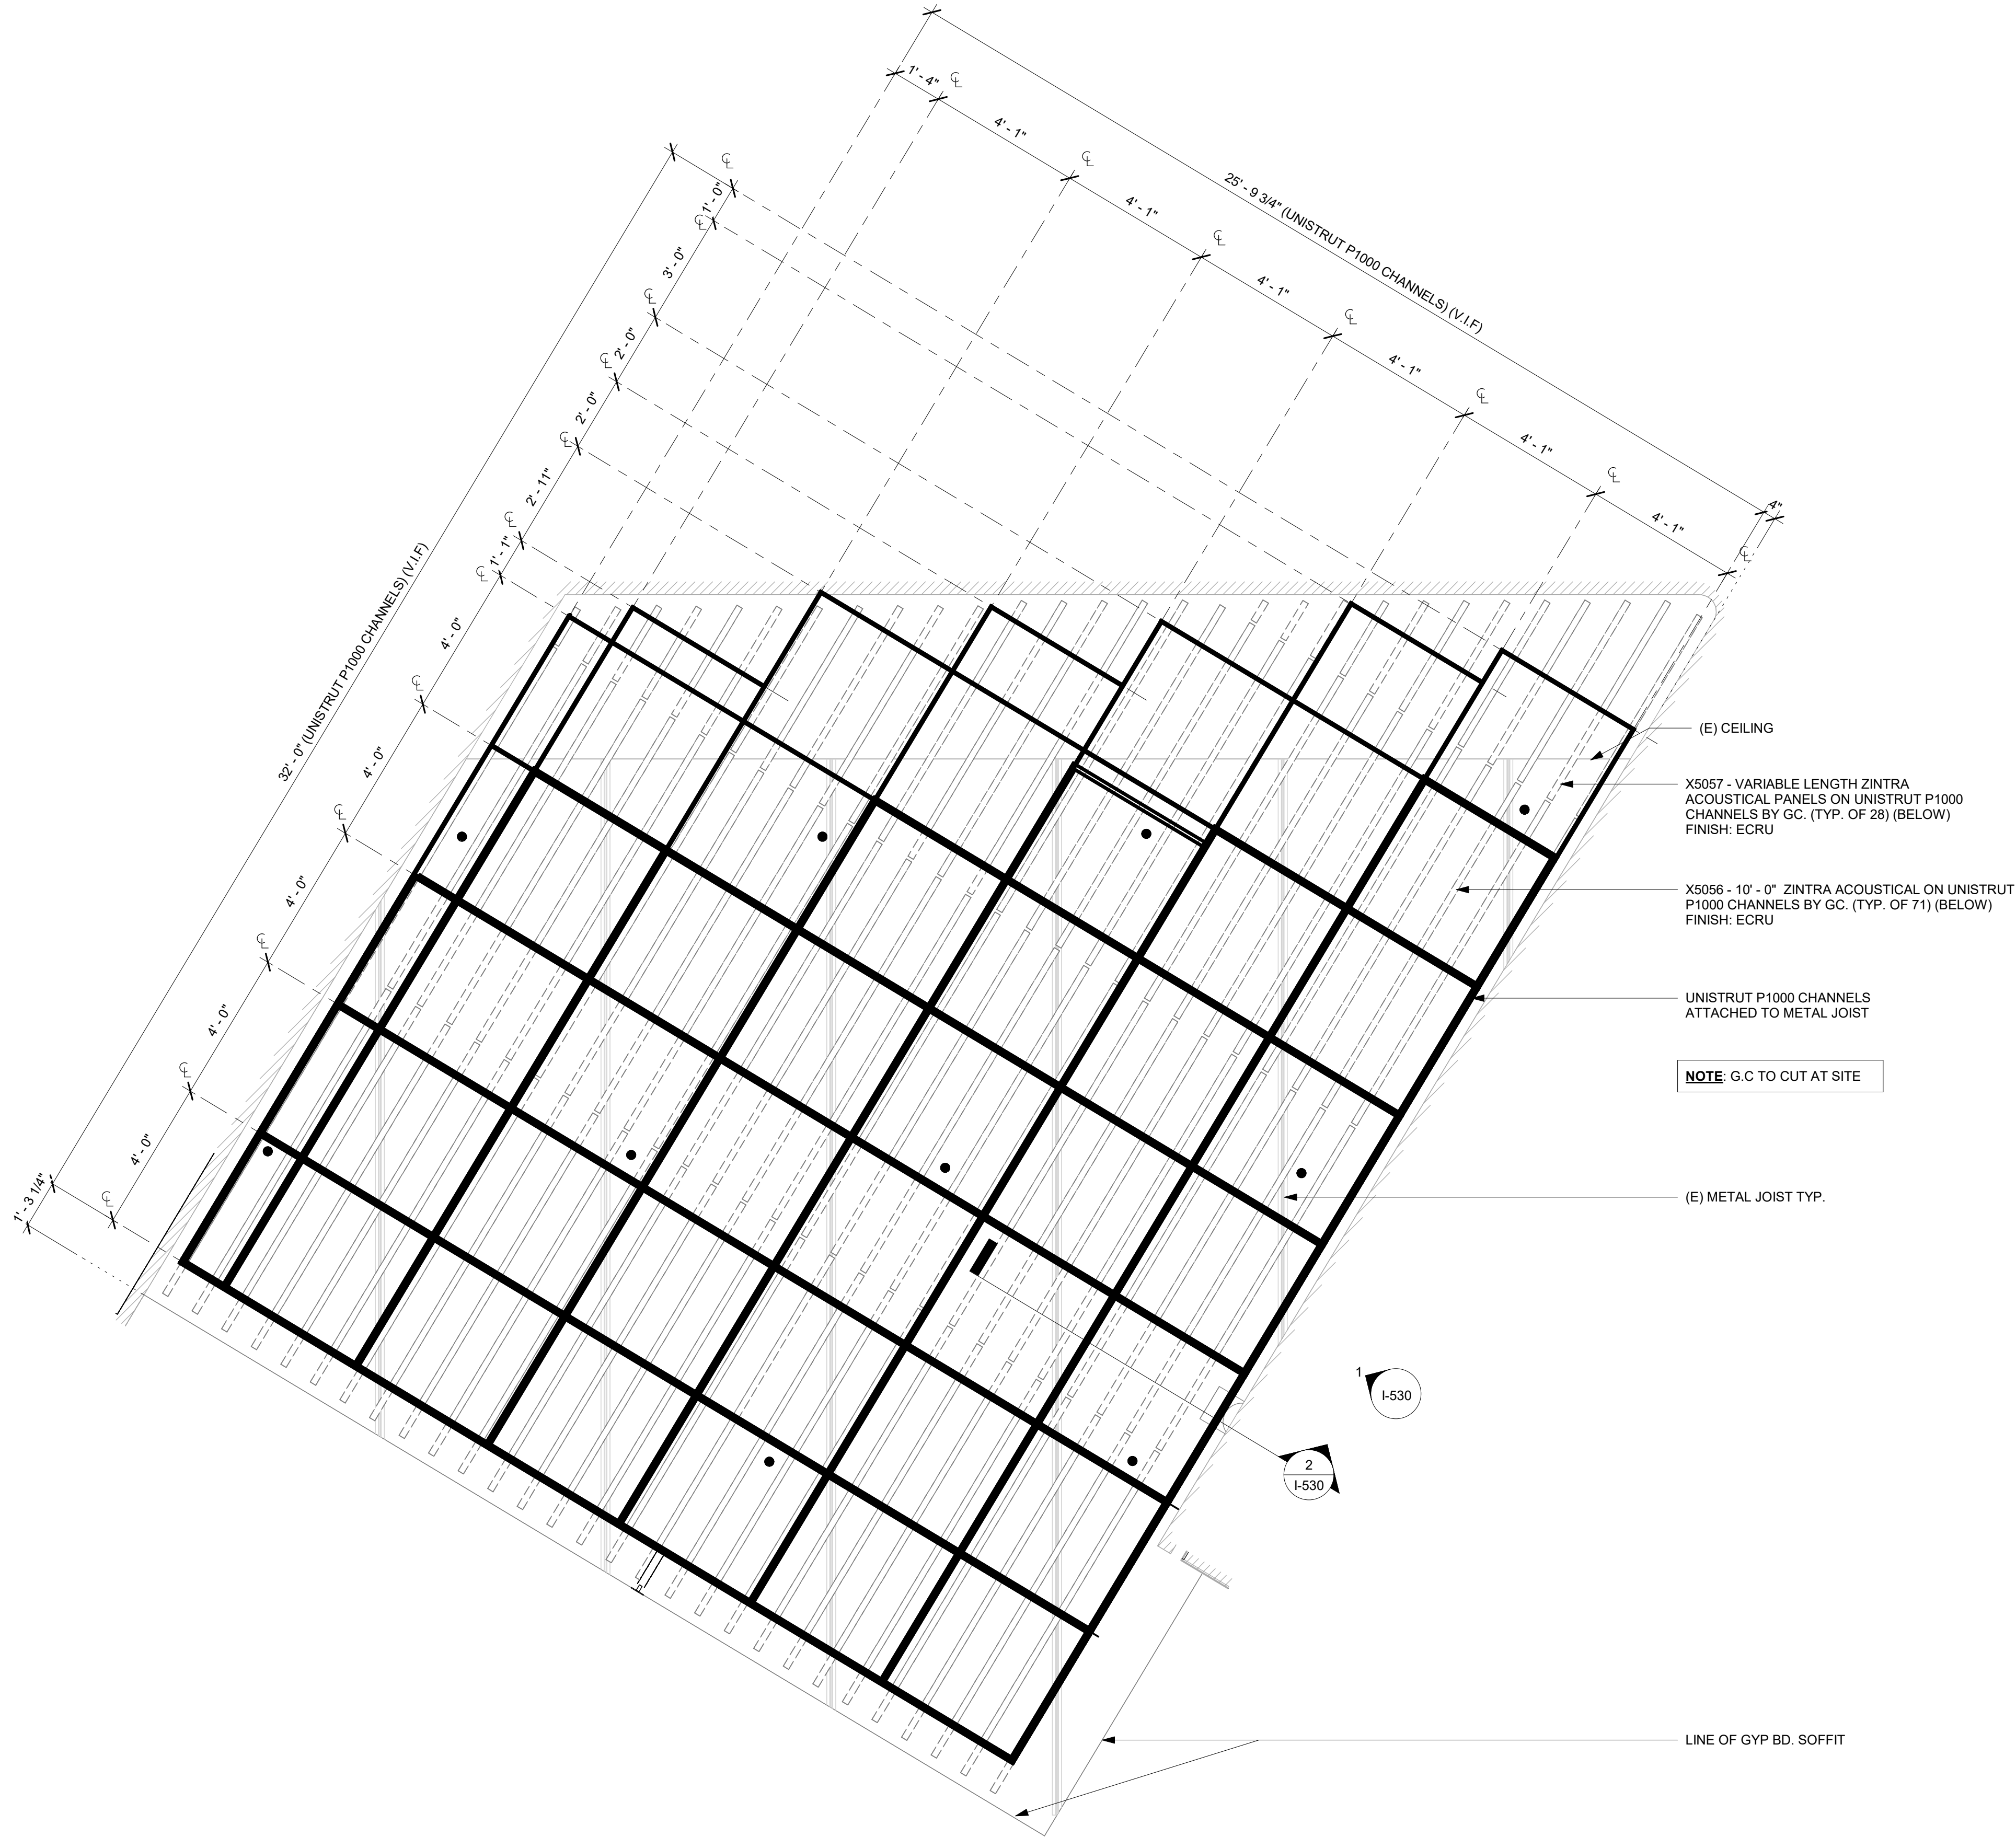 1' - 4"
4' - 1"
4' - 1"
4' - 1"
4' - 1"
4' - 1"
4' - 1"
4"
25' - 9 3/4" (UNISTRUT P1000 CHANNELS) (V.I.F)
1' - 0"
3' - 0"
2' - 0"
2' - 0"
2' - 11"
1' - 1"
4' - 0"
4' - 0"
4' - 0"
4' - 0"
4' - 0"
32' - 0" (UNISTRUT P1000 CHANNELS) (V.I.F)
1' - 3 1/4"
(E) CEILING
X5057 - VARIABLE LENGTH ZINTRA
ACOUSTICAL PANELS ON UNISTRUT P1000
CHANNELS BY GC. (TYP. OF 28) (BELOW)
FINISH: ECRU
X5056 - 10' - 0" ZINTRA ACOUSTICAL ON UNISTRUT
P1000 CHANNELS BY GC. (TYP. OF 71) (BELOW)
FINISH: ECRU
UNISTRUT P1000 CHANNELS
ATTACHED TO METAL JOIST
NOTE: G.C TO CUT AT SITE
(E) METAL JOIST TYP.
1
I-530
2
I-530
LINE OF GYP BD. SOFFIT